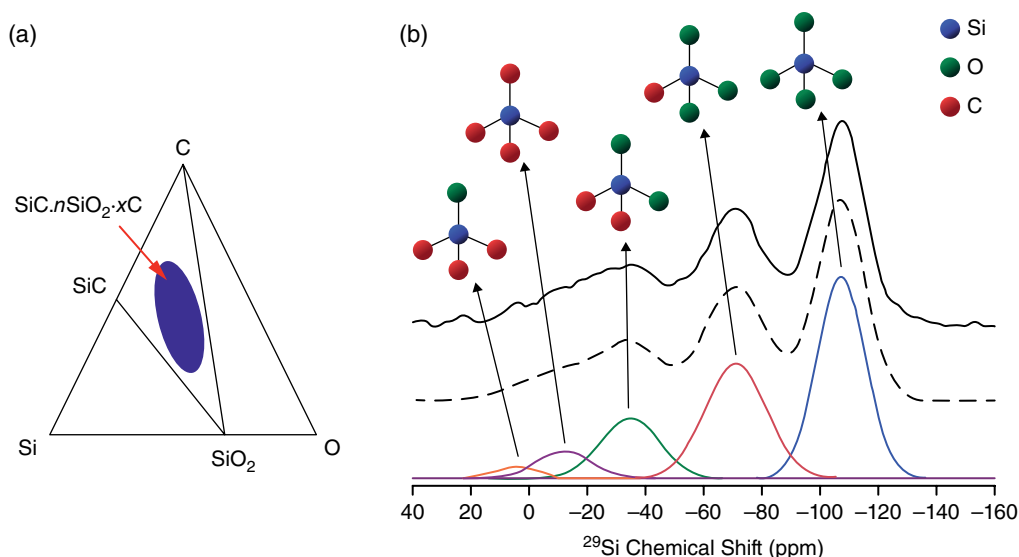 (a)
C
SiC.nSiO₂·xC
SiC
Si
SiO₂
O
(b)
Si
O
C
40 20 0 –20 –40 –60 –80 –100 –120 –140 –160
²⁹Si Chemical Shift (ppm)